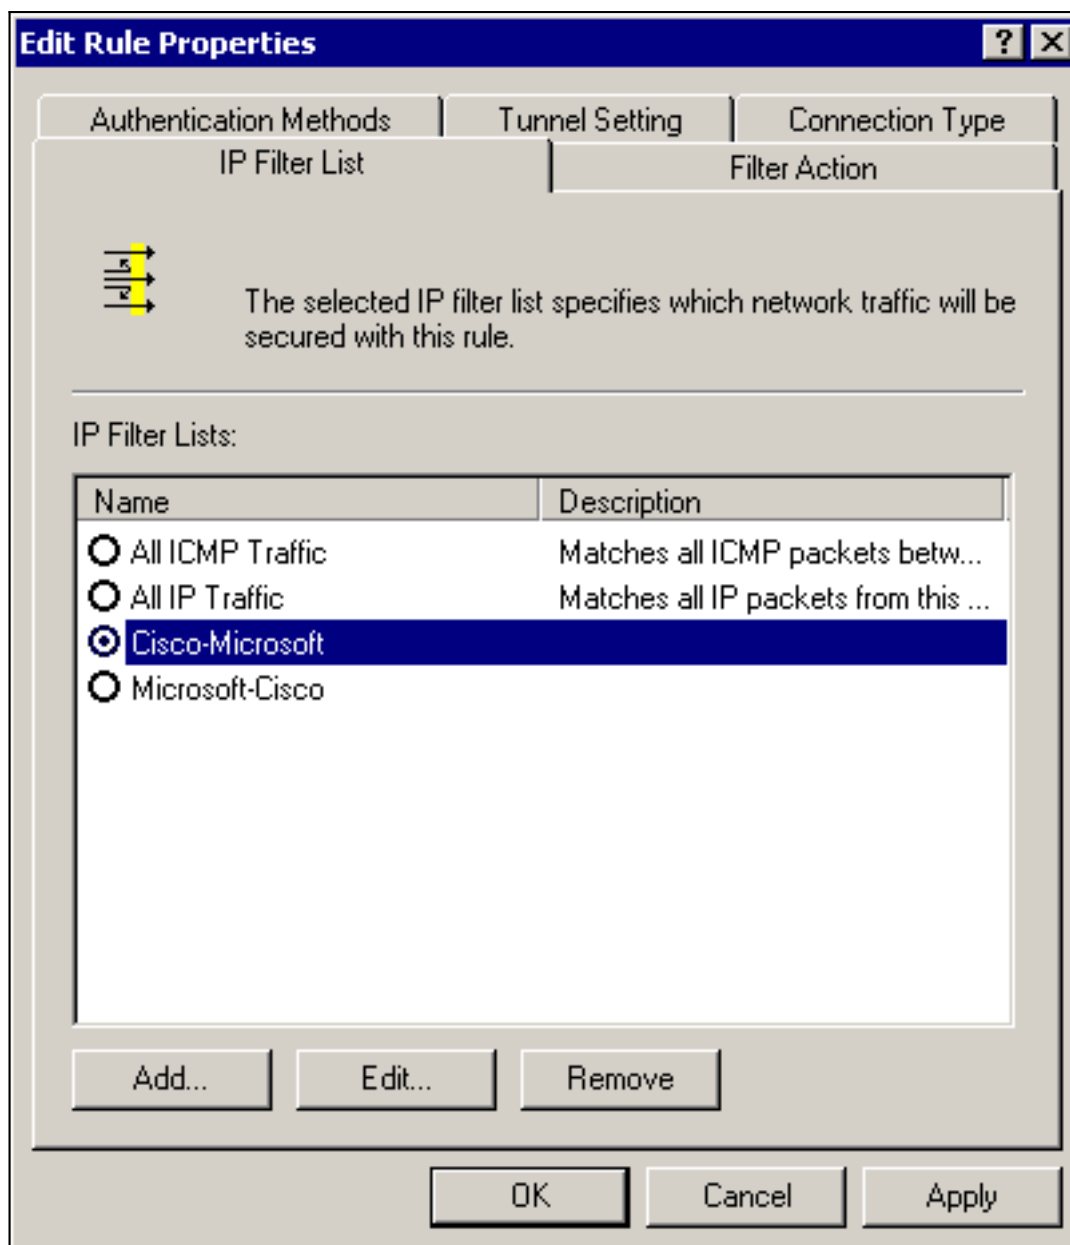 Edit Rule Properties
Authentication Methods
Tunnel Setting
Connection Type
IP Filter List
Filter Action
The selected IP filter list specifies which network traffic will be
secured with this rule.
IP Filter Lists:
Name Description
All ICMP Traffic Matches all ICMP packets betw...
All IP Traffic Matches all IP packets from this ...
Cisco-Microsoft
Microsoft-Cisco
Add... Edit... Remove
OK Cancel Apply